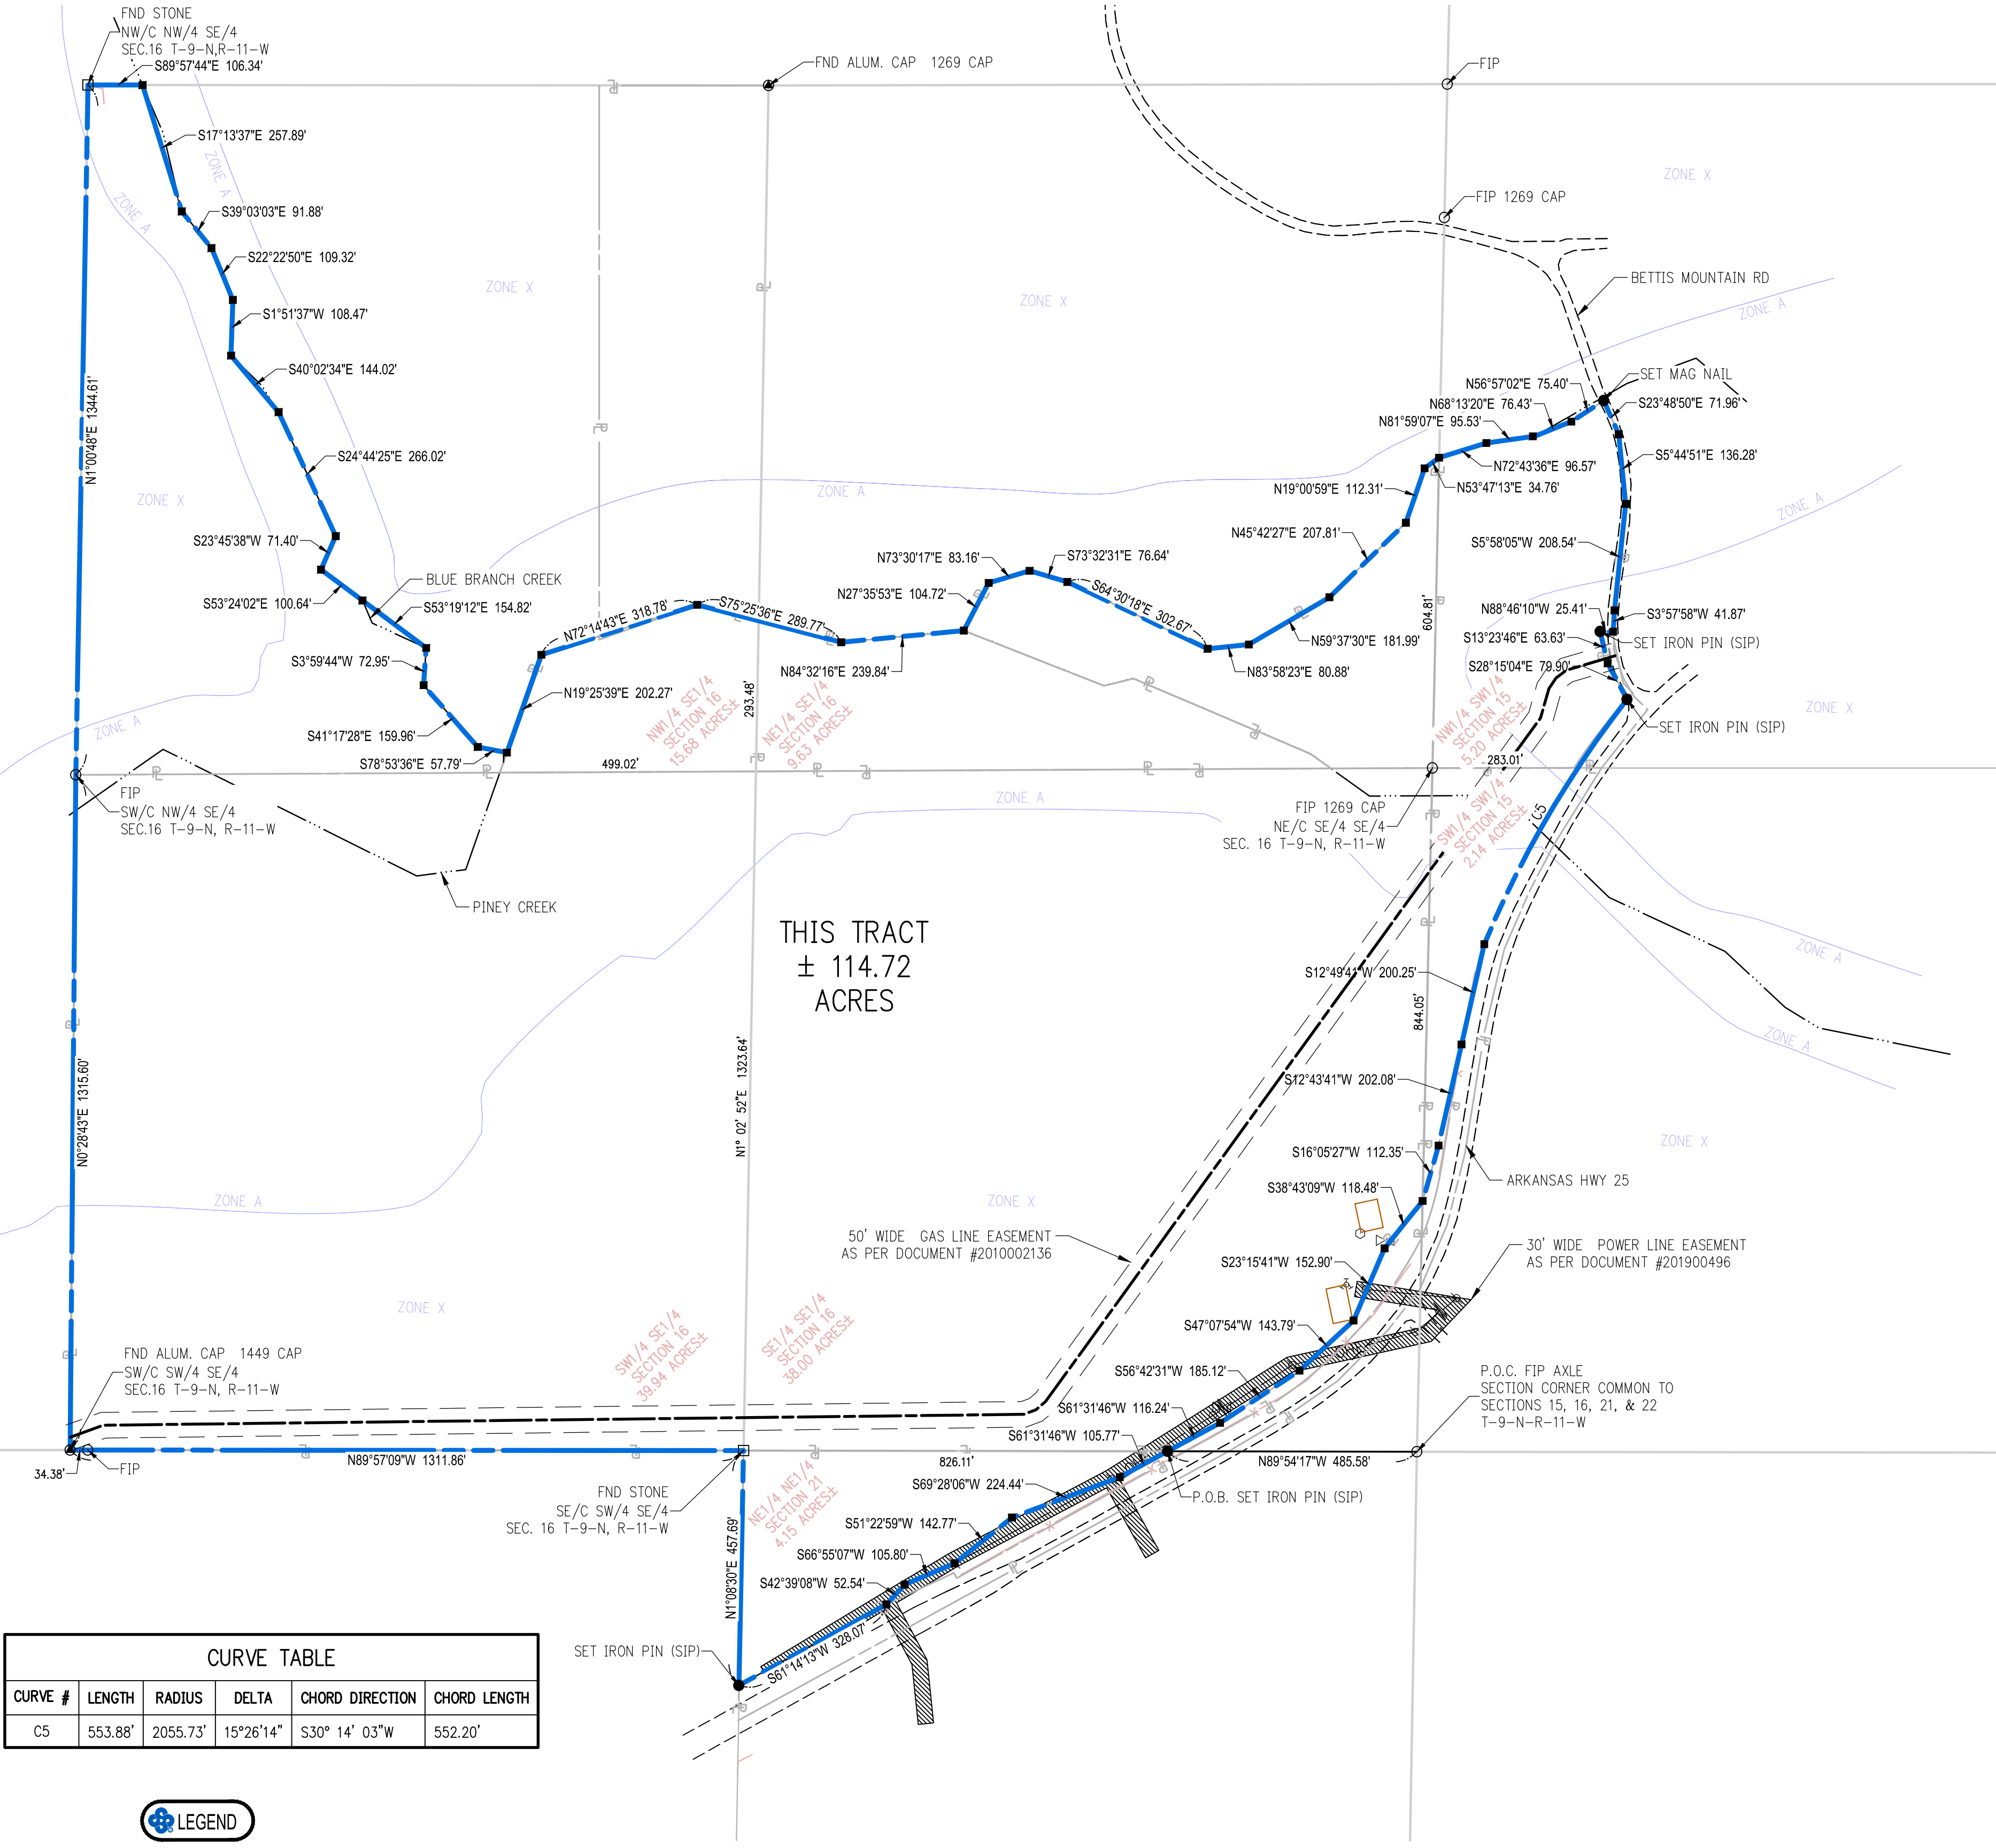 FND STONE
NW/C NW/4 SE/4
SEC.16 T-9-N,R-11-W
S89°57'44"E 106.34'
FND ALUM. CAP 1269 CAP
FIP
S17°13'37"E 257.89'
ZONE A
ZONE A
ZONE X
FIP 1269 CAP
S39°03'03"E 91.88'
S22°22'50"E 109.32'
ZONE X
ZONE X
BETTIS MOUNTAIN RD
ZONE A
S1°51'37"W 108.47'
S40°02'34"E 144.02'
N1°00'48"E 1344.61'
N56°57'02"E 75.40'
SET MAG NAIL
N68°13'20"E 76.43'
S23°48'50"E 71.96'
N81°59'07"E 95.53'
S24°44'25"E 266.02'
S5°44'51"E 136.28'
N72°43'36"E 96.57'
N53°47'13"E 34.76'
N19°00'59"E 112.31'
ZONE X
ZONE A
ZONE A
N45°42'27"E 207.81'
S5°58'05"W 208.54'
S23°45'38"W 71.40'
BLUE BRANCH CREEK
N73°30'17"E 83.16'
S73°32'31"E 76.64'
S53°24'02"E 100.64'
S53°19'12"E 154.82'
N27°35'53"E 104.72'
S64°30'18"E 302.67'
604.81'
N88°46'10"W 25.41'
S3°57'58"W 41.87'
N72°14'43"E 318.78'
S75°25'36"E 289.77'
S13°23'46"E 63.63'
SET IRON PIN (SIP)
N59°37'30"E 181.99'
S28°15'04"E 79.90'
S3°59'44"W 72.95'
N84°32'16"E 239.84'
N83°58'23"E 80.88'
N19°25'39"E 202.27'
293.48'
NW1/4 SE1/4
SECTION 16
15.68 ACRES±
NE1/4 SE1/4
SECTION 16
9.63 ACRES±
NW1/4 SW1/4
SECTION 15
5.20 ACRES±
ZONE X
SET IRON PIN (SIP)
ZONE A
S41°17'28"E 159.96'
S78°53'36"E 57.79'
499.02'
283.01'
FIP
SW/C NW/4 SE/4
SEC.16 T-9-N, R-11-W
ZONE A
FIP 1269 CAP
NE/C SE/4 SE/4
SEC. 16 T-9-N, R-11-W
SW1/4 SW1/4
SECTION 15
2.14 ACRES±
C5
PINEY CREEK
THIS TRACT
± 114.72
ACRES
ZONE A
S12°49'41"W 200.25'
844.05'
ZONE A
N0°28'43"E 1315.60'
N1° 02' 52"E 1323.64'
S12°43'41"W 202.08'
ZONE X
S16°05'27"W 112.35'
ARKANSAS HWY 25
S38°43'09"W 118.48'
ZONE A
ZONE X
50' WIDE GAS LINE EASEMENT
AS PER DOCUMENT #2010002136
30' WIDE POWER LINE EASEMENT
AS PER DOCUMENT #201900496
S23°15'41"W 152.90'
ZONE X
SW1/4 SE1/4
SECTION 16
39.94 ACRES±
SE1/4 SE1/4
SECTION 16
38.00 ACRES±
S47°07'54"W 143.79'
FND ALUM. CAP 1449 CAP
SW/C SW/4 SE/4
SEC.16 T-9-N, R-11-W
S56°42'31"W 185.12'
P.O.C. FIP AXLE
SECTION CORNER COMMON TO
SECTIONS 15, 16, 21, & 22
T-9-N-R-11-W
S61°31'46"W 116.24'
S61°31'46"W 105.77'
34.38'
FIP
N89°57'09"W 1311.86'
826.11'
N89°54'17"W 485.58'
FND STONE
SE/C SW/4 SE/4
SEC. 16 T-9-N, R-11-W
NE1/4 NE1/4
SECTION 21
4.15 ACRES±
S69°28'06"W 224.44'
P.O.B. SET IRON PIN (SIP)
S51°22'59"W 142.77'
S66°55'07"W 105.80'
S42°39'08"W 52.54'
N1°08'30"E 457.69'
SET IRON PIN (SIP)
S61°14'13"W 328.07'
CURVE TABLE
CURVE # LENGTH RADIUS DELTA CHORD DIRECTION CHORD LENGTH
C5 553.88' 2055.73' 15°26'14" S30° 14' 03"W 552.20'
LEGEND